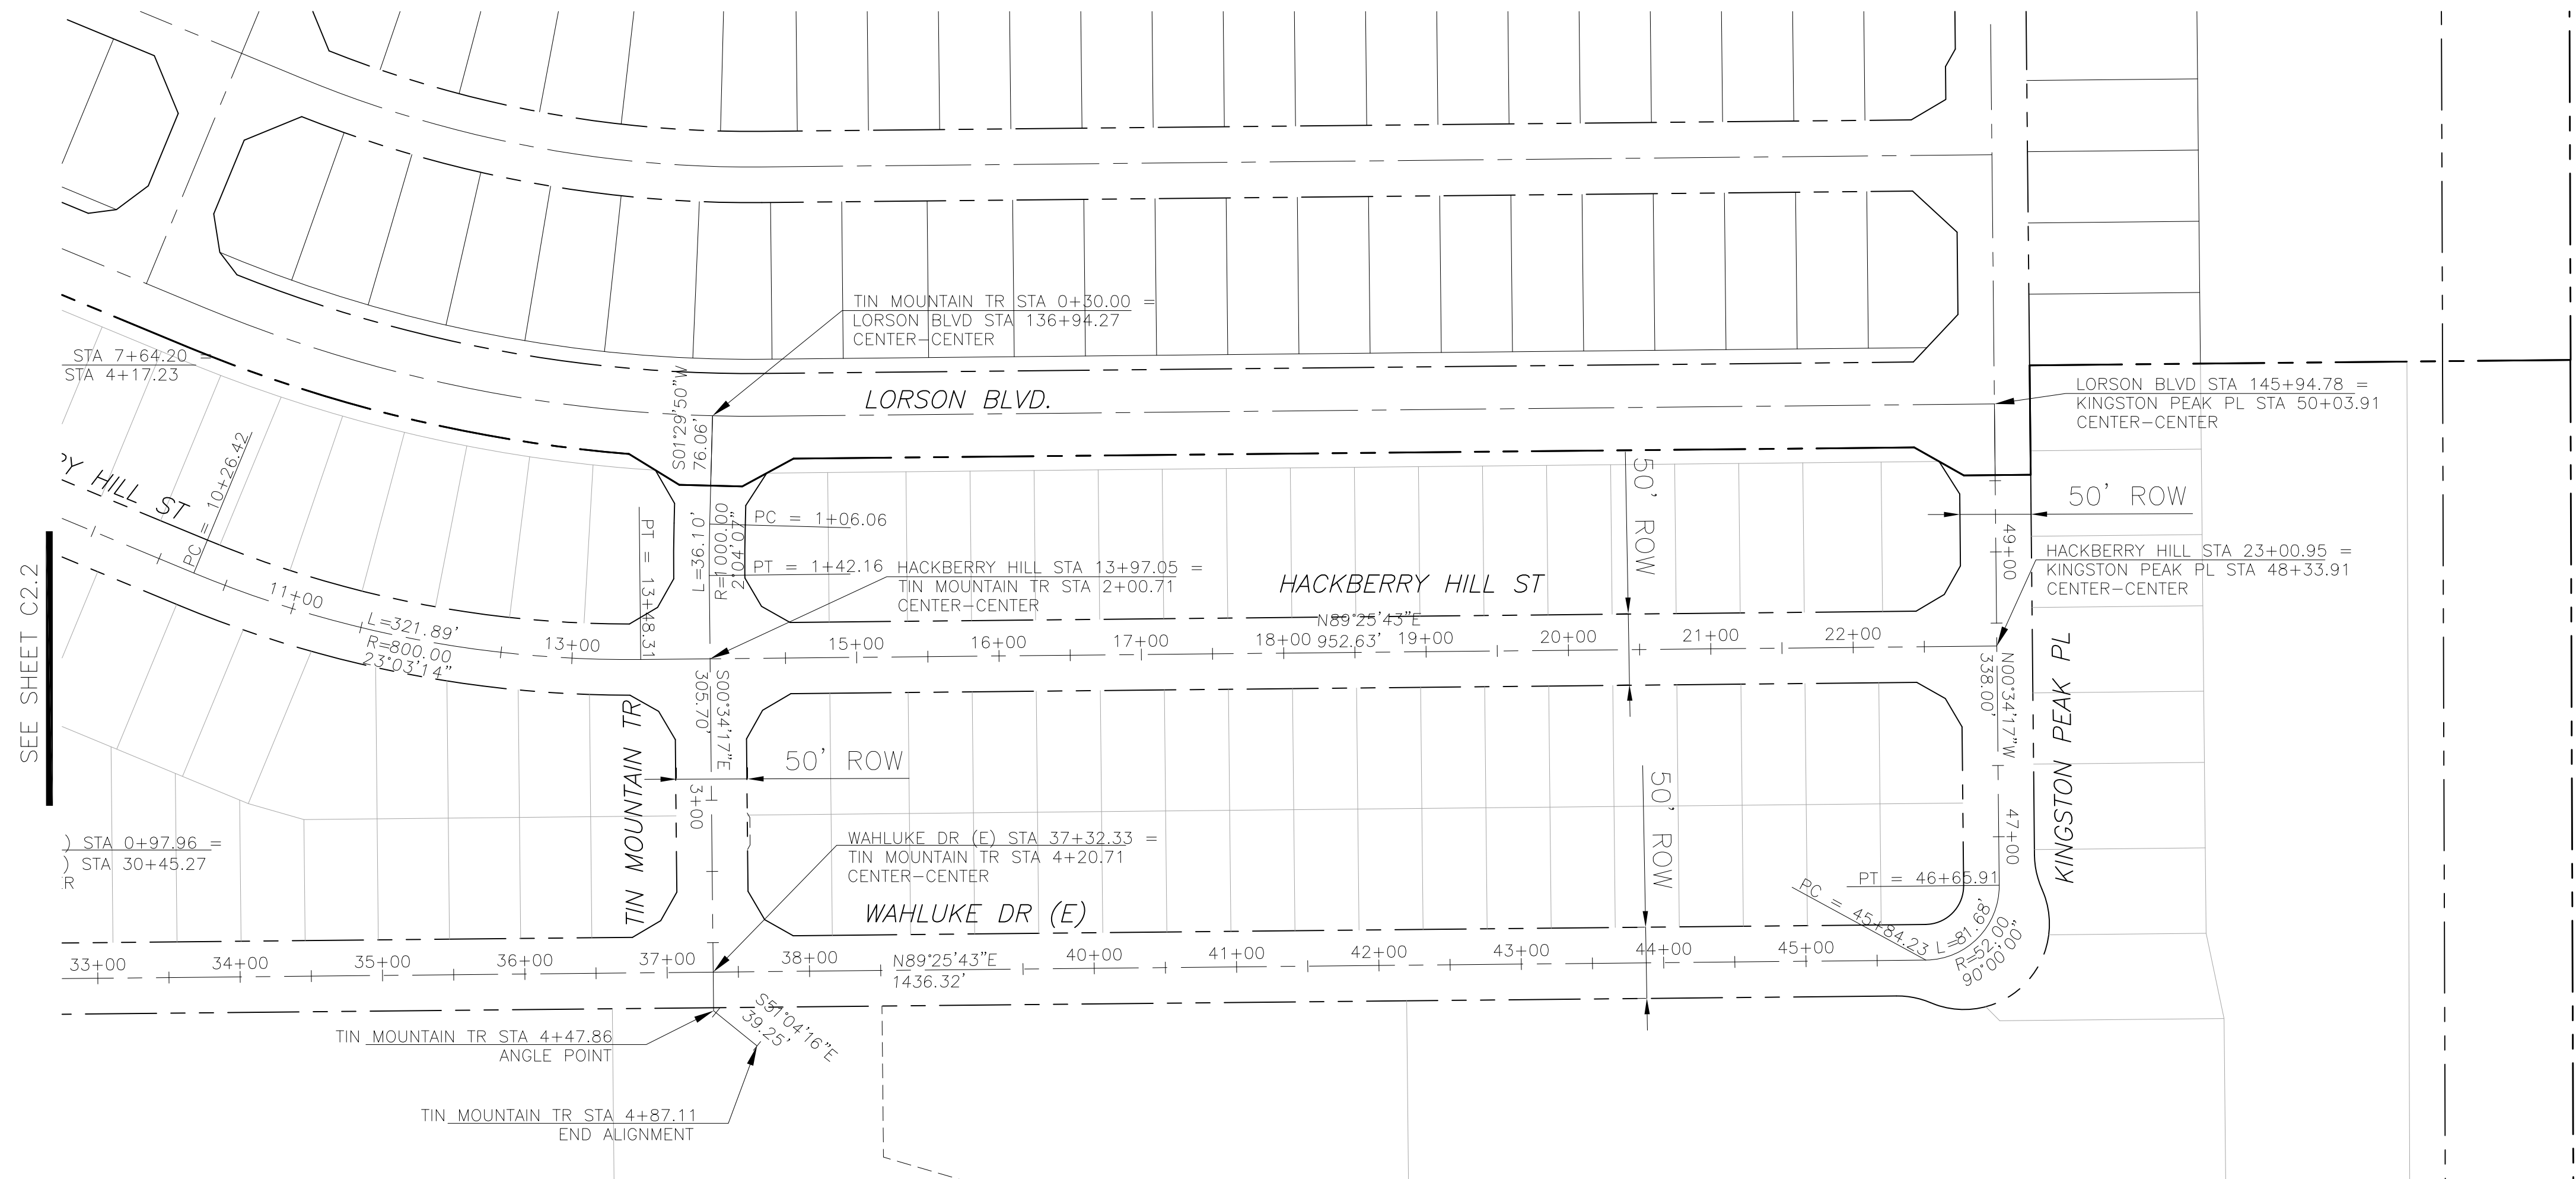 TIN MOUNTAIN TR STA 0+30.00 =
LORSON BLVD STA 136+94.27
CENTER-CENTER
STA 7+64.20 =
STA 4+17.23
LORSON BLVD.
LORSON BLVD STA 145+94.78 =
KINGSTON PEAK PL STA 50+03.91
CENTER-CENTER
S01°29'50"W
76.06'
HILL ST
PC = 10+26.42
50' ROW
50' ROW
PC = 1+06.06
L=36.10'
R=1000.00
2°04'07"
PT = 1+42.16
PT = 13+48.31
HACKBERRY HILL STA 13+97.05 =
TIN MOUNTAIN TR STA 2+00.71
CENTER-CENTER
HACKBERRY HILL ST
N89°25'43"E
952.63'
49+00
HACKBERRY HILL STA 23+00.95 =
KINGSTON PEAK PL STA 48+33.91
CENTER-CENTER
SEE SHEET C2.2
11+00
L=321.89'
R=800.00
23°03'14"
13+00
15+00
16+00
17+00
18+00
19+00
20+00
21+00
22+00
S00°34'17"E
305.70'
N00°34'17"W
338.00'
KINGSTON PEAK PL
TIN MOUNTAIN TR
50' ROW
3+00
50' ROW
47+00
) STA 0+97.96 =
) STA 30+45.27
R
WAHLUKE DR (E) STA 37+32.33 =
TIN MOUNTAIN TR STA 4+20.71
CENTER-CENTER
WAHLUKE DR (E)
PT = 46+65.91
PC = 45+84.23
L=81.68'
R=52.00
90°00'00"
33+00
34+00
35+00
36+00
37+00
38+00
N89°25'43"E
1436.32'
40+00
41+00
42+00
43+00
44+00
45+00
S51°04'16"E
39.25'
TIN MOUNTAIN TR STA 4+47.86
ANGLE POINT
TIN MOUNTAIN TR STA 4+87.11
END ALIGNMENT